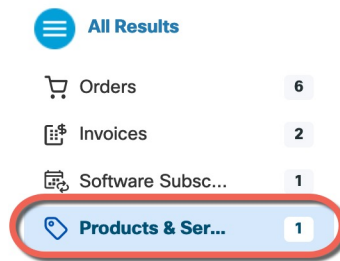 All Results
Orders 6
Invoices 2
Software Subsc... 1
Products & Ser... 1